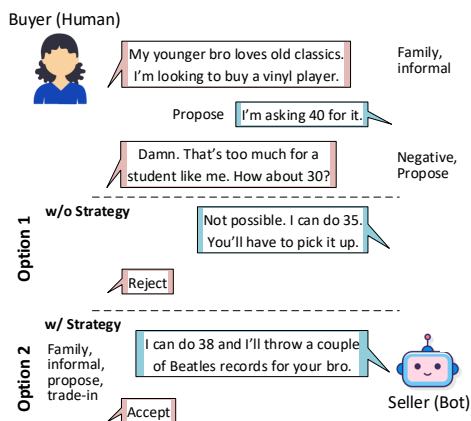 Buyer (Human)
My younger bro loves old classics.
I'm looking to buy a vinyl player.
Family,
informal
Propose
I'm asking 40 for it.
Damn. That's too much for a
student like me. How about 30?
Negative,
Propose
Option 1
w/o Strategy
Not possible. I can do 35.
You'll have to pick it up.
Reject
Option 2
w/ Strategy
Family,
informal,
propose,
trade-in
I can do 38 and I'll throw a couple
of Beatles records for your bro.
Accept
Seller (Bot)